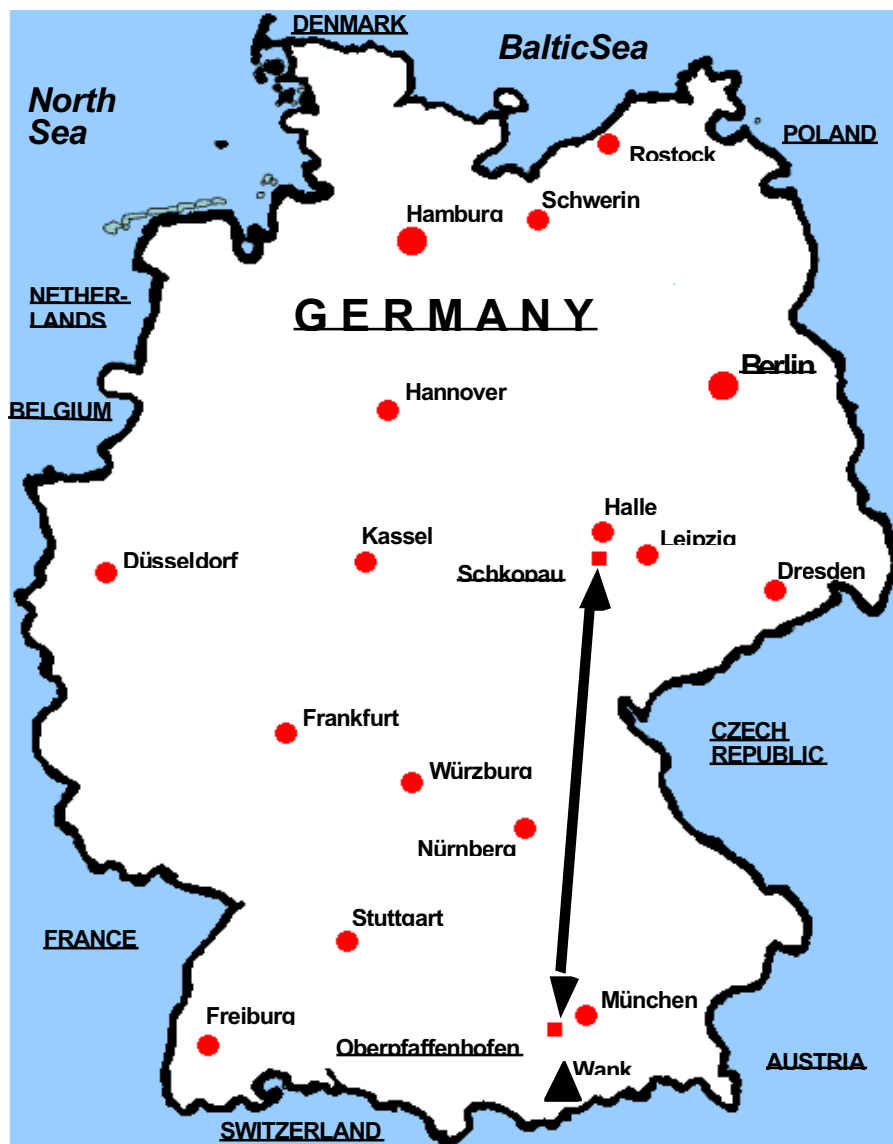 DENMARK
BalticSea
North
Sea
POLAND
Rostock
Schwerin
Hamburg
NETHER-
LANDS
GERMANY
Berlin
Hannover
BELGIUM
Halle
Kassel
Leipzig
Düsseldorf
Schkopau
Dresden
Frankfurt
CZECH
REPUBLIC
Würzburg
Nürnberg
Stuttgart
FRANCE
München
Freiburg
Oberpfaffenhofen
AUSTRIA
Wank
SWITZERLAND